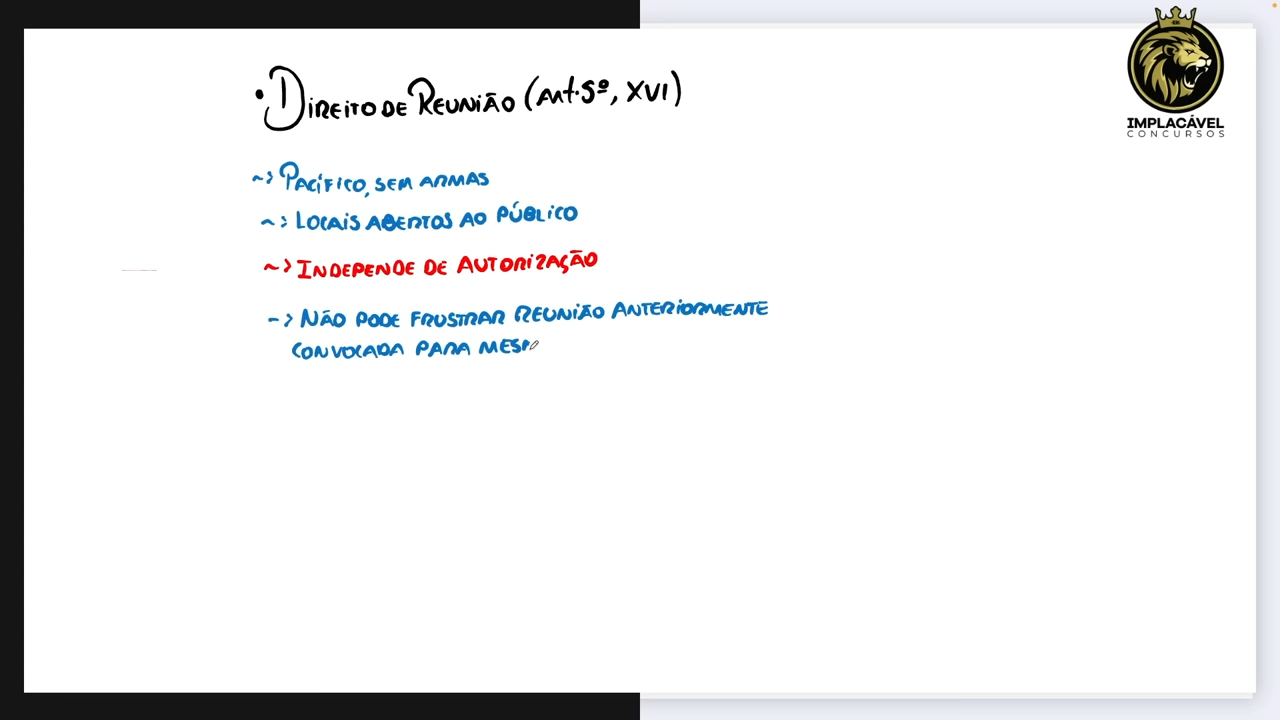 • Direito de Reunião (Art. 5º, XVI)
~> Pacífico, sem armas
~> Locais abertos ao público
~> Independe de autorização
-> Não pode frustrar reunião anteriormente
convocada para
IMPLACÁVEL
CONCURSOS